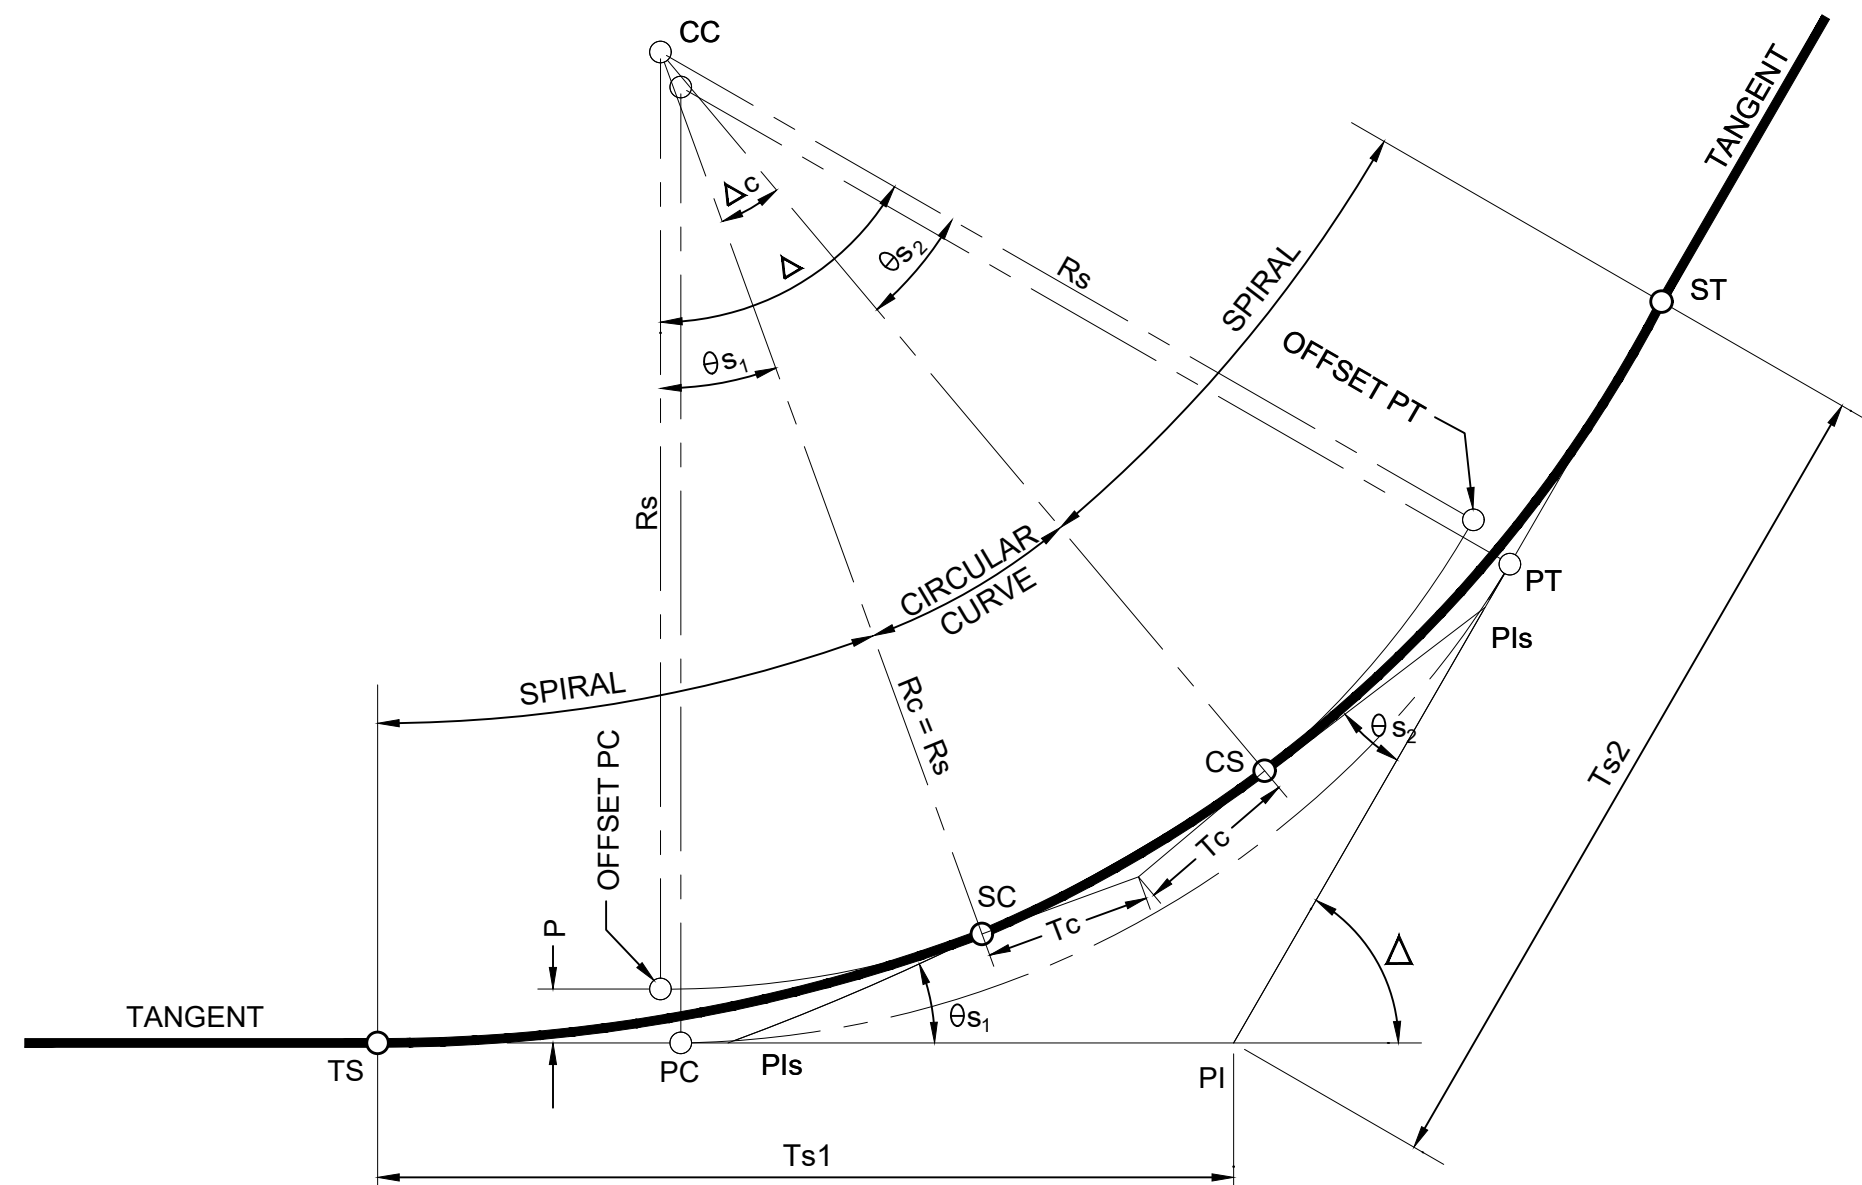 CC
TANGENT
Δc
Δ
θs2
Rs
SPIRAL
ST
θs1
OFFSET PT
Rs
CIRCULAR
CURVE
PT
PIs
SPIRAL
Rc = Rs
θs2
OFFSET PC
CS
Ts2
Tc
SC
Tc
P
Δ
TANGENT
θs1
TS
PC
PIs
PI
Ts1